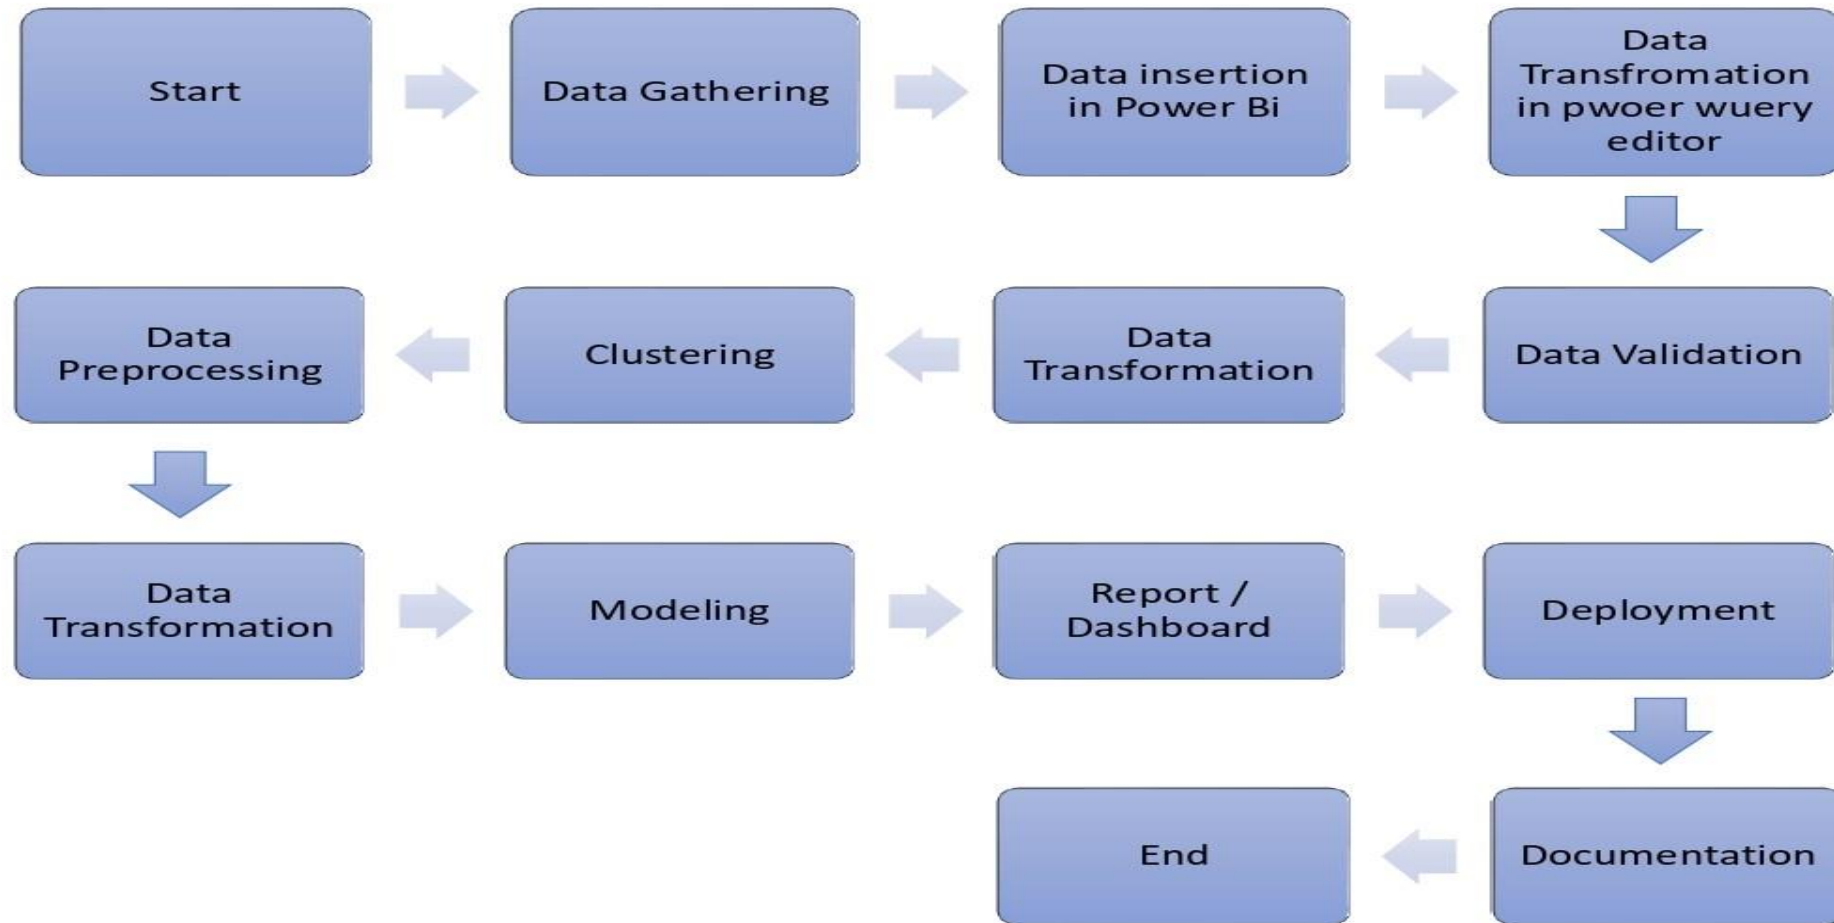 Start
Data Gathering
Data insertion
in Power Bi
Data
Transfromation
in pwoer wuery
editor
Data Validation
Data
Transformation
Clustering
Data
Preprocessing
Data
Transformation
Modeling
Report /
Dashboard
Deployment
Documentation
End